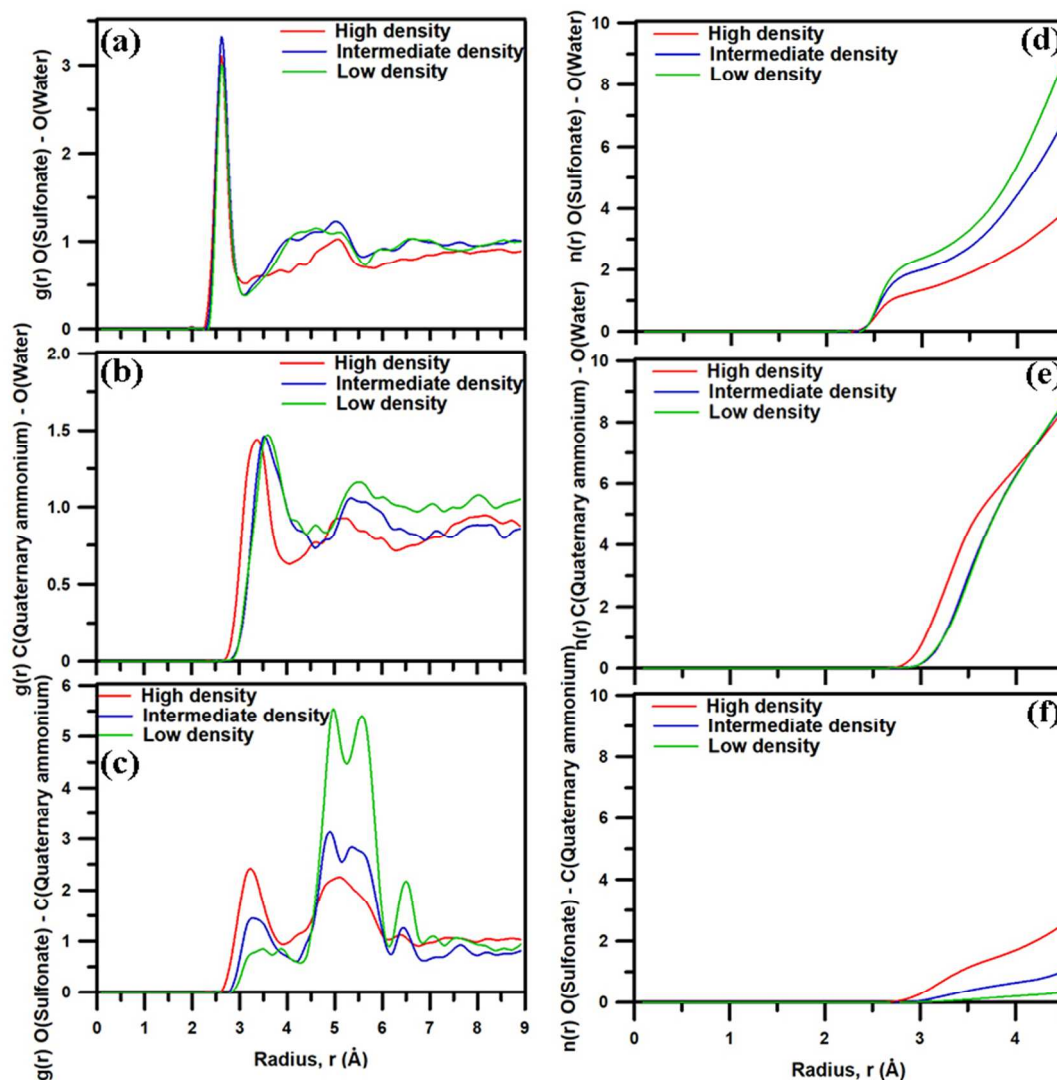 (a)
High density
Intermediate density
Low density
g(r) O(Sulfonate) - O(Water)
3
2
1
0
(b)
High density
Intermediate density
Low density
g(r) C(Quaternary ammonium) - O(Water)
2.0
1.5
1.0
0.5
0
(c)
High density
Intermediate density
Low density
g(r) O(Sulfonate) - C(Quaternary ammonium)
6
5
4
3
2
1
0
0 1 2 3 4 5 6 7 8 9
Radius, r (Å)
(d)
High density
Intermediate density
Low density
n(r) O(Sulfonate) - O(Water)
10
8
6
4
2
0
(e)
High density
Intermediate density
Low density
n(r) C(Quaternary ammonium) - O(Water)
10
8
6
4
2
0
(f)
High density
Intermediate density
Low density
n(r) O(Sulfonate) - C(Quaternary ammonium)
10
8
6
4
2
0
0 1 2 3 4
Radius, r (Å)